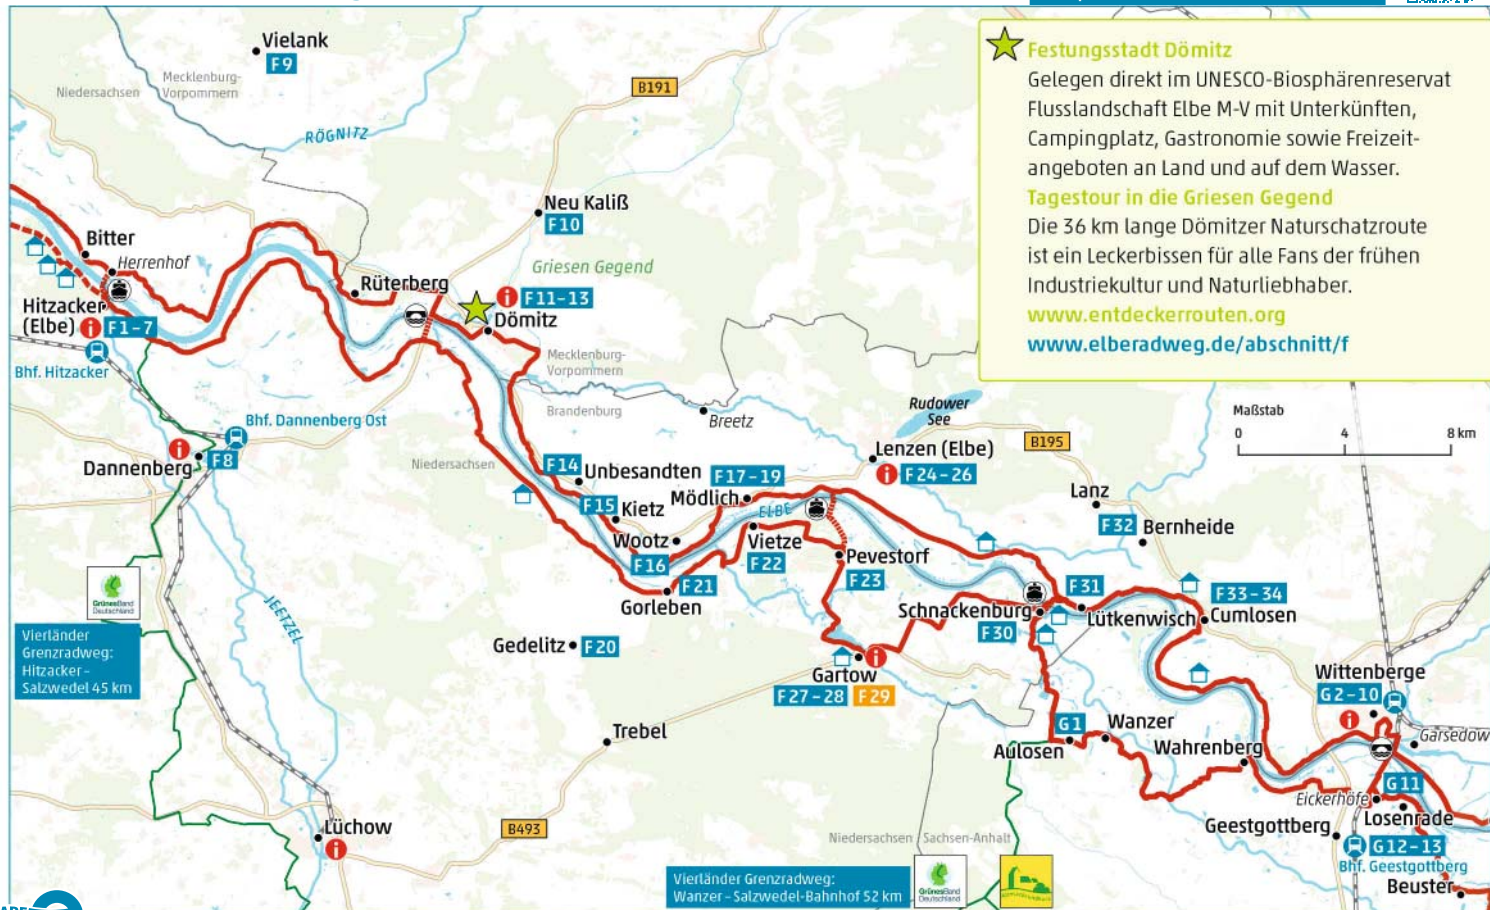 Vielank
F9
Mecklenburg-
Vorpommern
Niedersachsen
RÖGNITZ
B191
Festungsstadt Dömitz
Gelegen direkt im UNESCO-Biosphärenreservat
Flusslandschaft Elbe M-V mit Unterkünften,
Campingplatz, Gastronomie sowie Freizeit-
angeboten an Land und auf dem Wasser.
Tagestour in die Griesen Gegend
Die 36 km lange Dömitzer Naturschatzroute
ist ein Leckerbissen für alle Fans der frühen
Industriekultur und Naturliebhaber.
www.entdeckerrouten.org
www.elberadweg.de/abschnitt/f
Neu Kaliß
F10
Griesen Gegend
Bitter
Herrenhof
Hitzacker
(Elbe)
F1-7
Bhf. Hitzacker
Rüterberg
F11-13
Dömitz
Mecklenburg-
Vorpommern
Brandenburg
Niedersachsen
Breetz
Rudower
See
Maßstab
0 4 8 km
Bhf. Dannenberg Ost
Dannenberg
F8
F14
Unbesandten
F15
Kietz
Wootz
F16
Mödlich
F17-19
ELBE
Lenzen (Elbe)
F24-26
B195
Lanz
F32
Bernheide
Vietze
F22
Pevestorf
F23
F21
Gorleben
Gedelitz
F20
Schnackenburg
F30
F31
Lütkenwisch
F33-34
Cumlosen
Gartow
F27-28
F29
GrünesBand
Deutschland
Vierländer
Grenzradweg:
Hitzacker –
Salzwedel 45 km
JEETZEL
Trebel
Lüchow
B493
G1
Aulosen
Wanzer
Wahrenberg
Wittenberge
G2-10
Garsedow
Eickerhöfe
G11
Losenrade
Geestgottberg
G12-13
Bhf. Geestgottberg
Beuster
Niedersachsen
Sachsen-Anhalt
Vierländer Grenzradweg:
Wanzer – Salzwedel-Bahnhof 52 km
GrünesBand
Deutschland